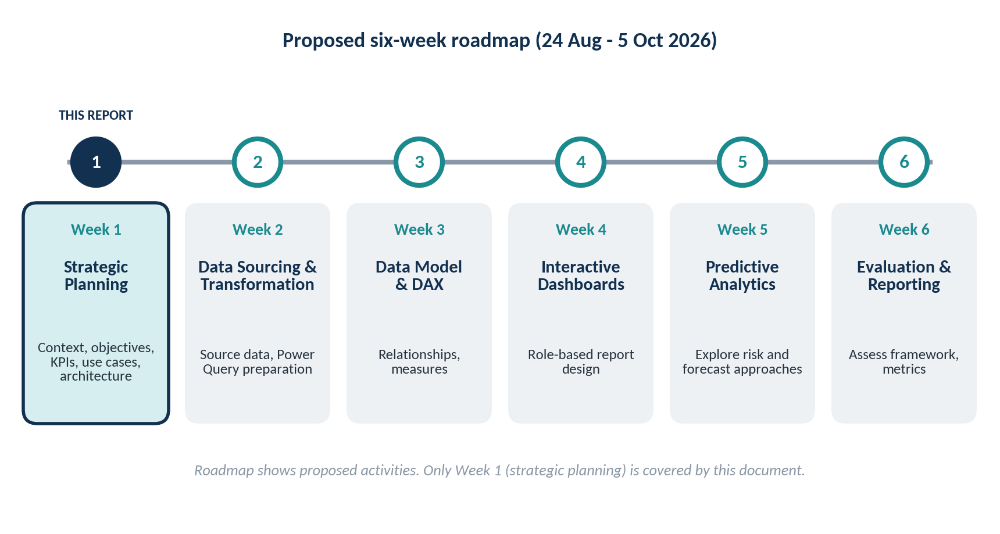 Proposed six-week roadmap (24 Aug - 5 Oct 2026)
THIS REPORT
1
2
3
4
5
6
Week 1
Strategic
Planning
Context, objectives,
KPIs, use cases,
architecture
Week 2
Data Sourcing &
Transformation
Source data, Power
Query preparation
Week 3
Data Model
& DAX
Relationships,
measures
Week 4
Interactive
Dashboards
Role-based report
design
Week 5
Predictive
Analytics
Explore risk and
forecast approaches
Week 6
Evaluation &
Reporting
Assess framework,
metrics
Roadmap shows proposed activities. Only Week 1 (strategic planning) is covered by this document.